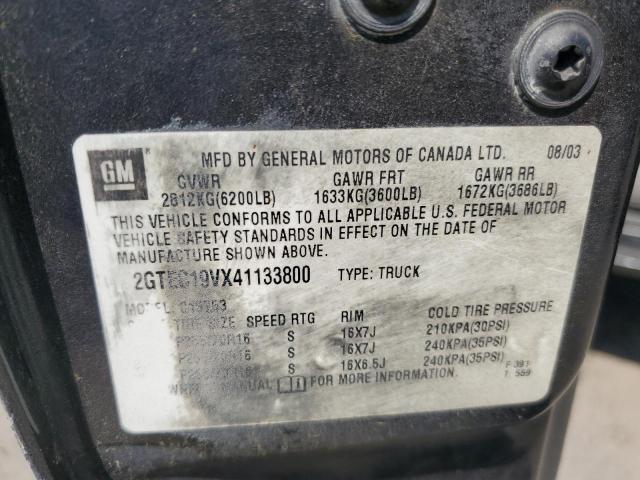 GM
MFD BY GENERAL MOTORS OF CANADA LTD. 08/03
GVWR GAWR FRT GAWR RR
2812KG(6200LB) 1633KG(3600LB) 1672KG(3686LB)
THIS VEHICLE CONFORMS TO ALL APPLICABLE U.S. FEDERAL MOTOR
VEHICLE SAFETY STANDARDS IN EFFECT ON THE DATE OF
MANUFACTURE SHOWN ABOVE.
2GTEC19VX41133800 TYPE: TRUCK
SIZE SPEED RTG RIM COLD TIRE PRESSURE
S 16X7J 210KPA(30PSI)
S 16X7J 240KPA(35PSI)
S 16X6.5J 240KPA(35PSI)
MANUAL FOR MORE INFORMATION.